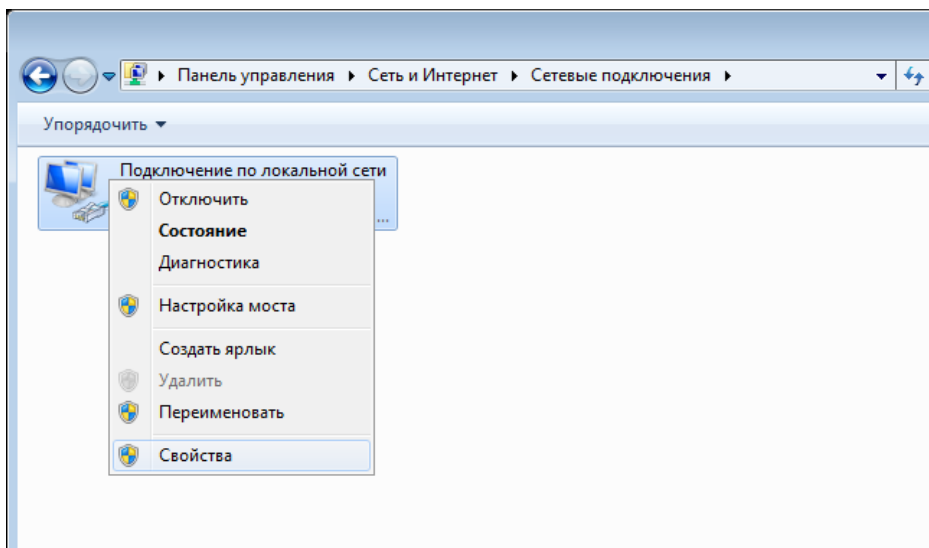 Панель управления Сеть и Интернет Сетевые подключения
Упорядочить
Подключение по локальной сети
Отключить
...
Состояние
Диагностика
Настройка моста
Создать ярлык
Удалить
Переименовать
Свойства